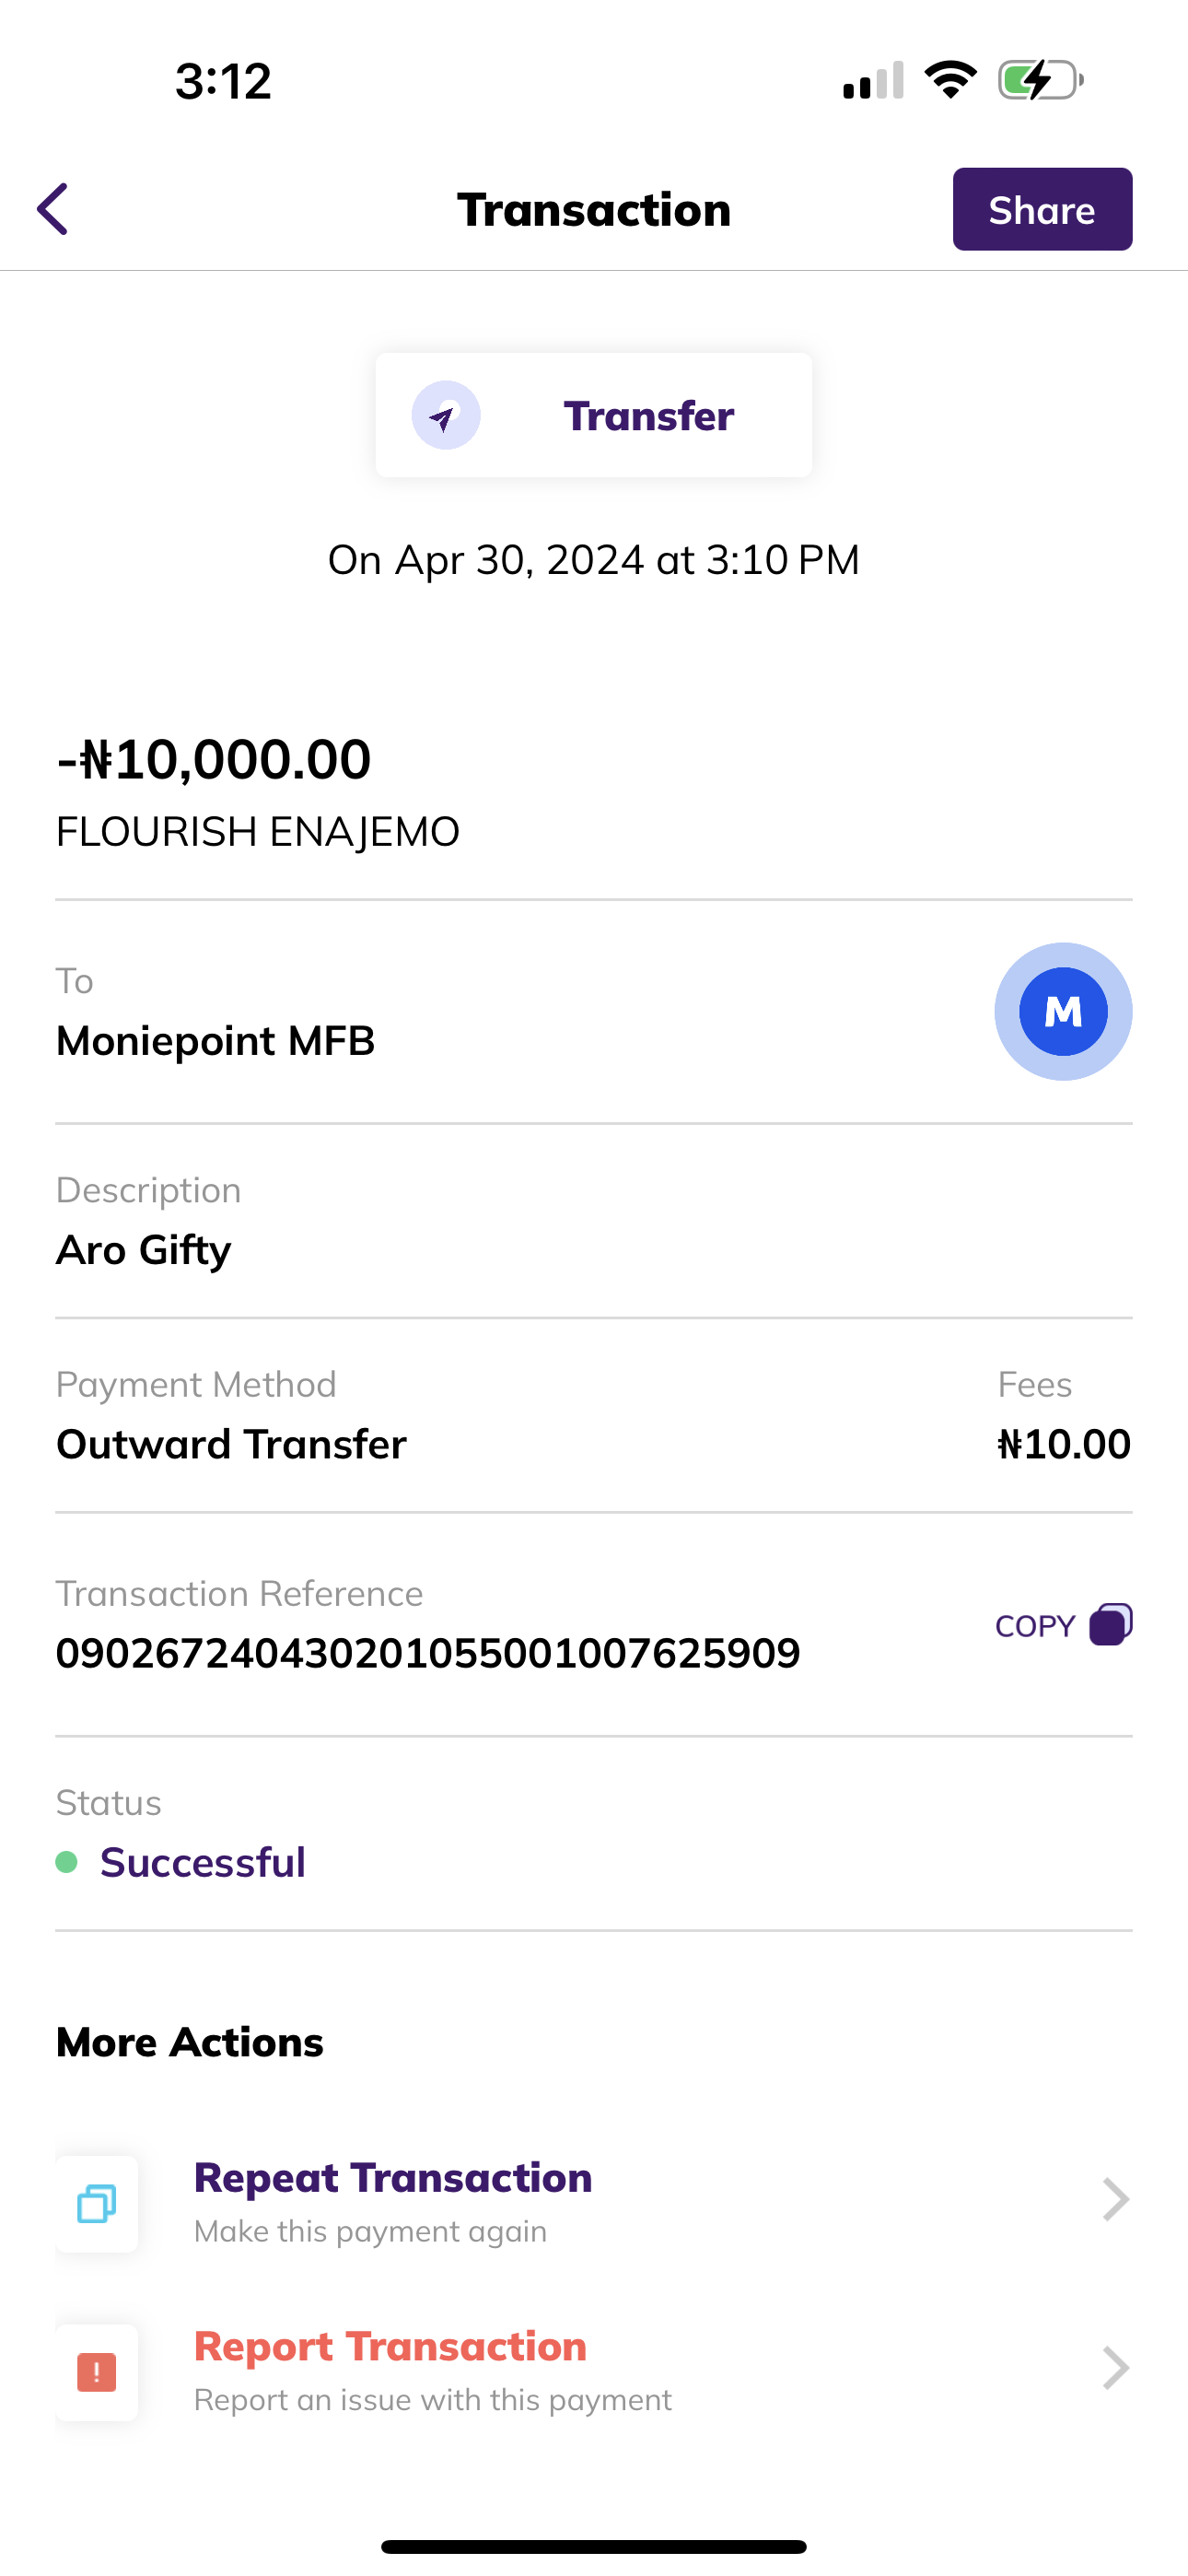 3:12
Transaction
Share
Transfer
On Apr 30, 2024 at 3:10 PM
-₦10,000.00
FLOURISH ENAJEMO
To
Moniepoint MFB
M
Description
Aro Gifty
Payment Method
Fees
Outward Transfer
₦10.00
Transaction Reference
090267240430201055001007625909
COPY
Status
Successful
More Actions
Repeat Transaction
Make this payment again
Report Transaction
Report an issue with this payment